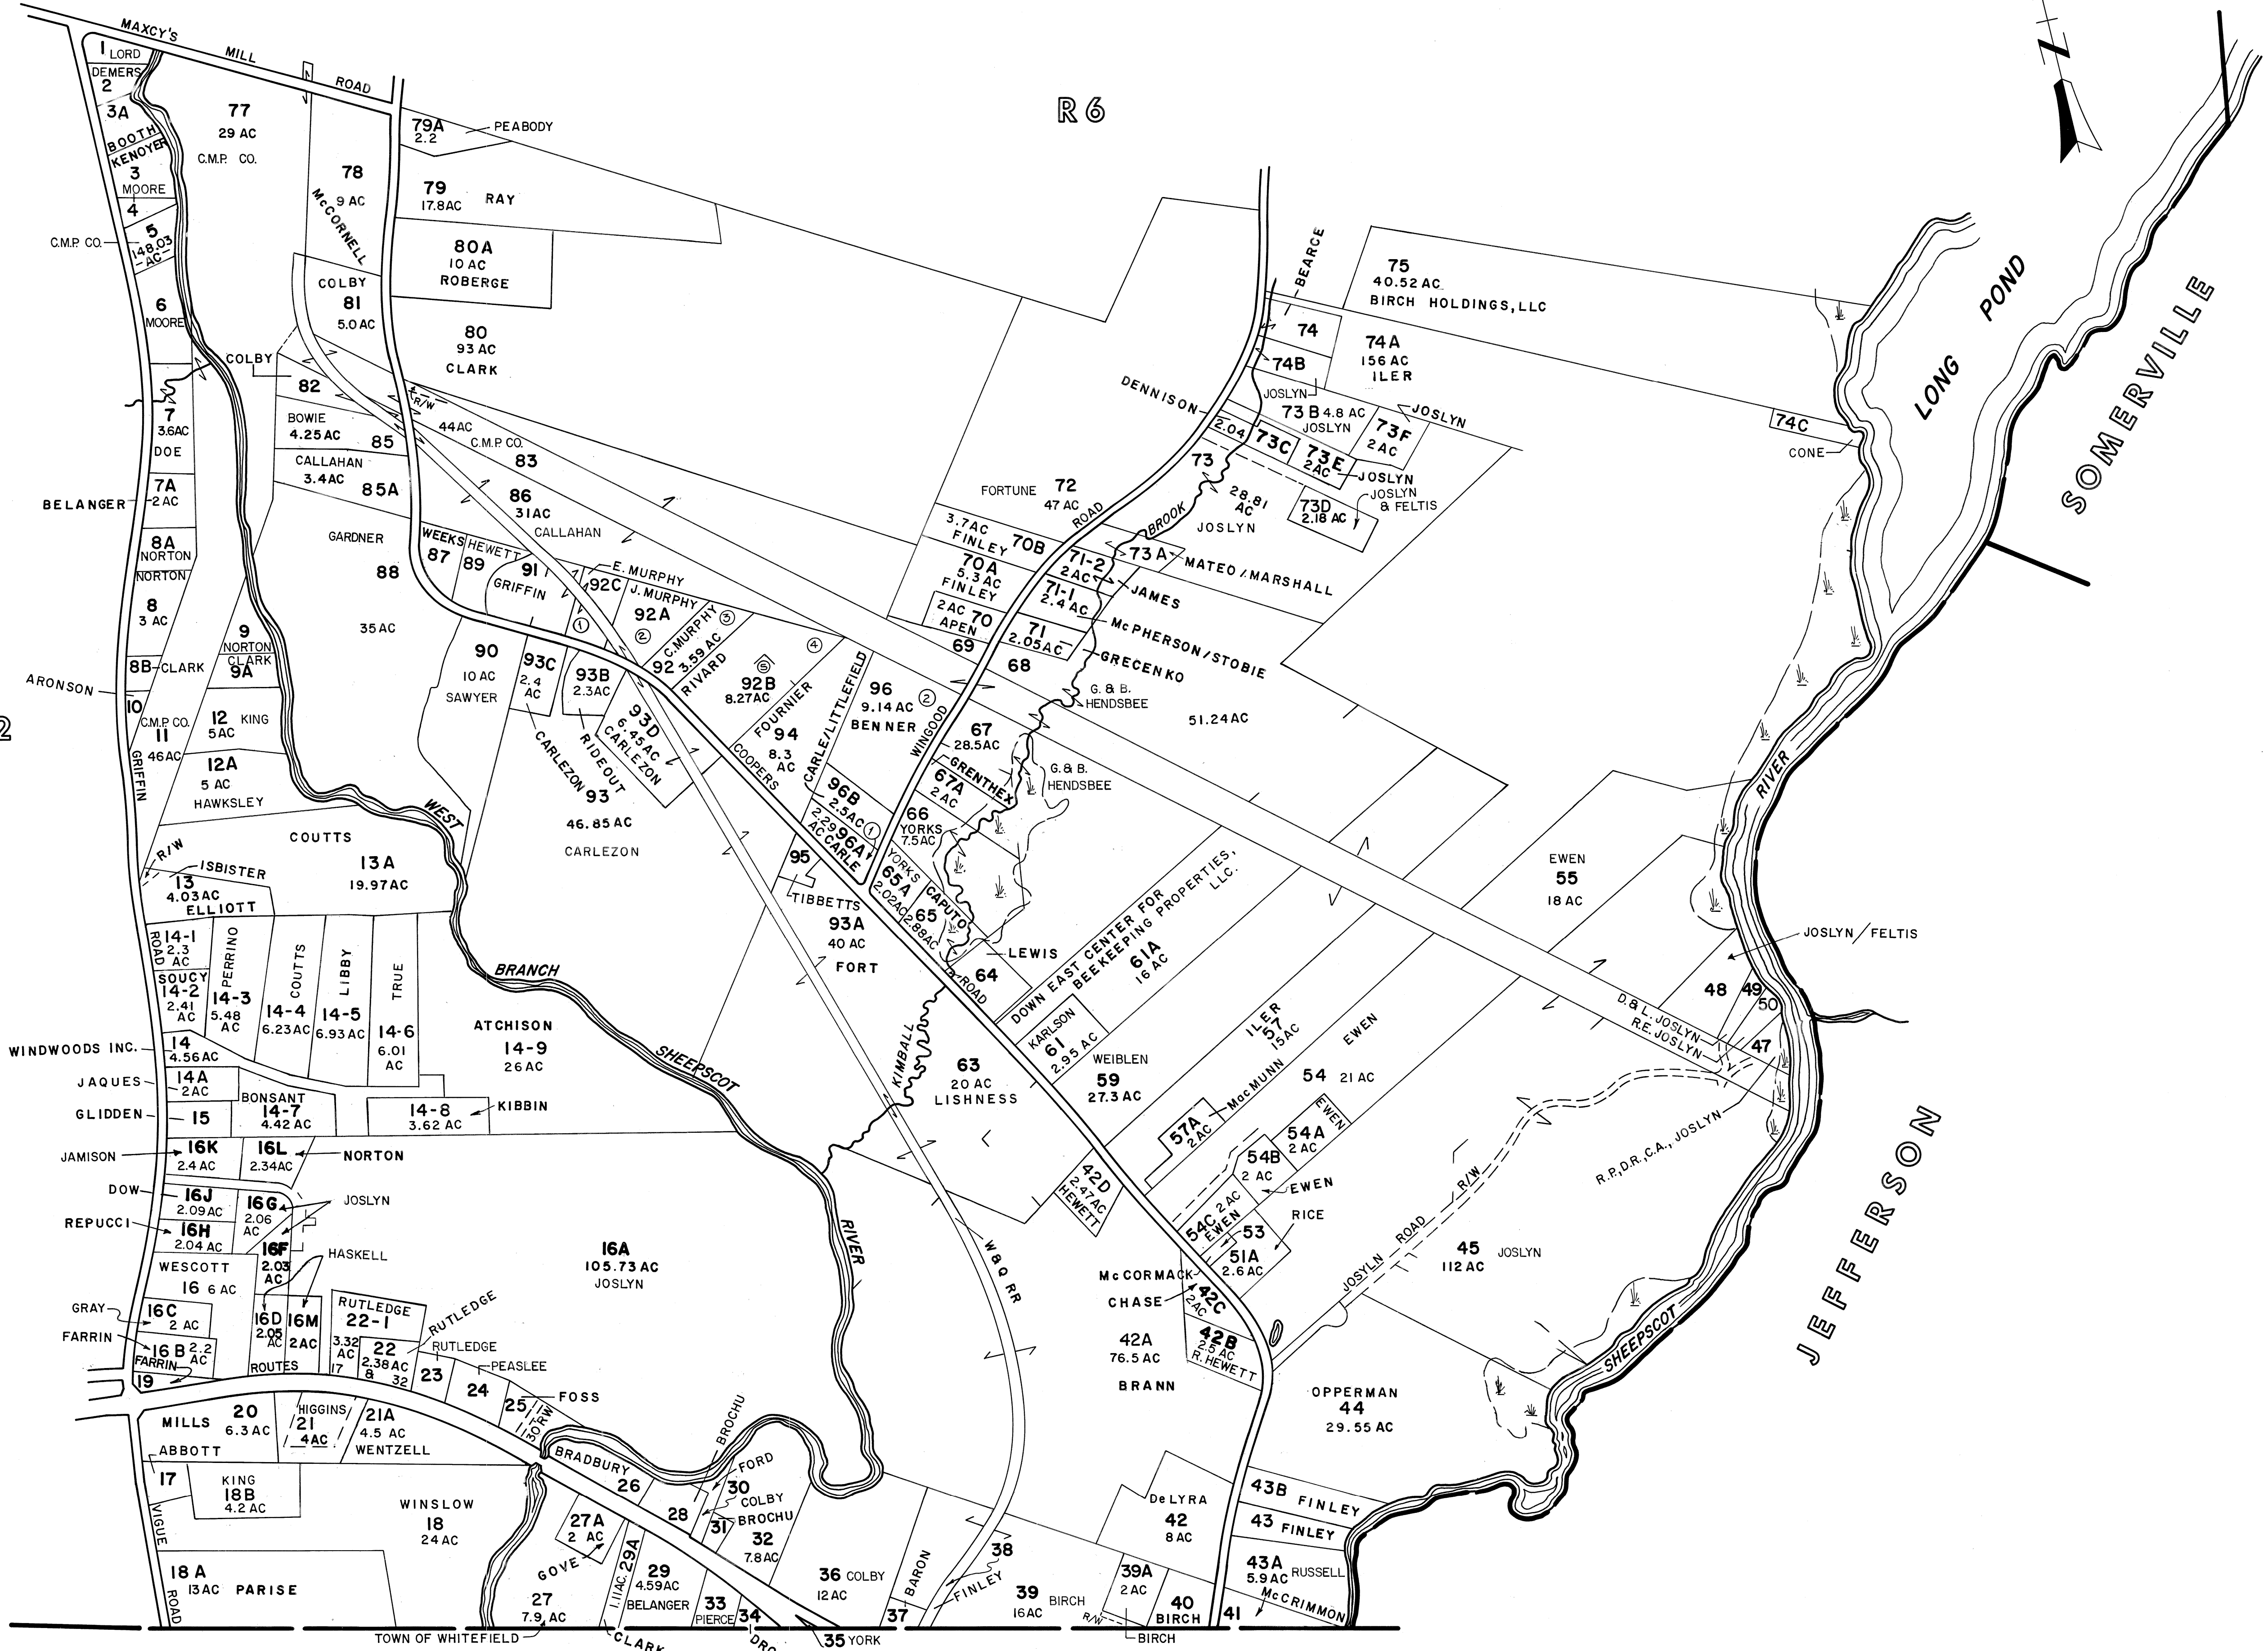 MAXCY'S MILL ROAD
R 6
1 LORD
DEMERS
2
3A
BOOTH
KENOYER
3
MOORE
4
C.M.P. CO.
5
148.03
AC
6
MOORE
77
29 AC
C.M.P. CO.
78
9 AC
McCORNELL
79A
2.2
PEABODY
79
17.8AC
RAY
80A
10 AC
ROBERGE
COLBY
81
5.0 AC
80
93 AC
CLARK
COLBY
82
R/W
BOWIE
4.25 AC
85
44AC
C.M.P. CO.
83
CALLAHAN
3.4AC
85A
86
31AC
CALLAHAN
7
3.6AC
DOE
BELANGER
7A
2 AC
8A
NORTON
NORTON
8
3 AC
8B CLARK
ARONSON
10
C.M.P. CO.
11
46AC
GRIFFIN
9
NORTON
CLARK
9A
12 KING
5AC
12A
5 AC
HAWKSLEY
GARDNER
88
35 AC
WEEKS
87
HEWETT
89
91
GRIFFIN
92C
E. MURPHY
J. MURPHY
92A
1
2
C. MURPHY
92
3.59 AC
3
RIVARD
4
5
92B
8.27AC
FOURNIER
90
10 AC
SAWYER
93C
2.4
AC
CARLEZON
93B
2.3AC
RIDEOUT
93D
6.45 AC
CARLEZON
93
46.85 AC
CARLEZON
94
8.3
AC
COOPERS
CARLE/LITTLEFIELD
96
9.14 AC
2
BENNER
96B
2.5AC
1
2.29
AC
96A
CARLE
WINGOOD
ROAD
95
TIBBETTS
93A
40 AC
FORT
BEARCE
75
40.52 AC
BIRCH HOLDINGS, LLC
74
74B
74A
156 AC
ILER
JOSLYN
DENNISON
73B 4.8 AC
JOSLYN
73F
2 AC
JOSLYN
2.04
73C
73E
2AC
JOSLYN
73
28.81
AC
JOSLYN
73D
2.18 AC
JOSLYN
& FELTIS
BROOK
73A
MATEO/MARSHALL
FORTUNE
72
47 AC
3.7AC
FINLEY
70B
70A
5.3 AC
FINLEY
71-2
2AC
JAMES
71-1
2.4 AC
McPHERSON/STOBIE
2AC 70
APEN
71
2.05AC
GRECENKO
69
68
G. & B.
HENDSBEE
51.24AC
67
28.5AC
G. & B.
HENDSBEE
GRENTHEX
67A
2 AC
66
YORKS
7.5AC
YORKS
65A
2.02AC
CAPUTO
65
2.88AC
LEWIS
64
ROAD
74C
CONE
LONG POND
SOMERVILLE
RIVER
WEST
BRANCH
SHEEPSCOT
RIVER
COUTTS
13A
19.97AC
R/W
ISBISTER
13
4.03AC
ELLIOTT
ROAD
14-1
2.3
AC
SOUCY
14-2
2.41
AC
PERRINO
14-3
5.48
AC
COUTTS
14-4
6.23AC
LIBBY
14-5
6.93AC
TRUE
14-6
6.01
AC
ATCHISON
14-9
26AC
WINDWOODS INC.
14
4.56AC
JAQUES
14A
2AC
GLIDDEN
15
BONSANT
14-7
4.42 AC
14-8
3.62 AC
KIBBIN
JAMISON
16K
2.4 AC
16L
2.34AC
NORTON
DOW
16J
2.09AC
16G
2.06
AC
JOSLYN
REPUCCI
16H
2.04 AC
16F
2.03
AC
HASKELL
WESCOTT
16 6 AC
GRAY
16C
2 AC
FARRIN
16B 2.2
AC
FARRIN
19
16D
2.05
AC
16M
2AC
ROUTES
RUTLEDGE
22-1
3.32
AC
17
22
2.38AC
&
32
RUTLEDGE
RUTLEDGE
23
PEASLEE
24
25
FOSS
30'RW
16A
105.73 AC
JOSLYN
MILLS
20
6.3 AC
HIGGINS
21
4AC
21A
4.5 AC
WENTZELL
ABBOTT
17
KING
18B
4.2 AC
VIGUE
ROAD
WINSLOW
18
24 AC
18A
13AC PARISE
BRADBURY
26
BROCHU
28
FORD
30
COLBY
BROCHU
31
32
7.8AC
27A
2 AC
GOVE
1.11AC. 29A
29
4.59AC
BELANGER
27
7.9 AC
CLARK
33
PIERCE
34
35 YORK
36 COLBY
12AC
BARON
37
FINLEY
38
39
16AC
BIRCH
39A
2 AC
R/W
BIRCH
40
BIRCH
41
TOWN OF WHITEFIELD
KIMBALL
63
20 AC
LISHNESS
W&Q RR
DOWN EAST CENTER FOR
BEEKEEPING PROPERTIES,
LLC.
61A
16 AC
KARLSON
61
2.95 AC
WEIBLEN
59
27.3 AC
ILER
57
15AC
MacMUNN
57A
2AC
EWEN
54 21 AC
EWEN
54A
2 AC
54B
2 AC
EWEN
54C 2 AC
EWEN
53
RICE
51A
2.6AC
EWEN
55
18 AC
JOSLYN/FELTIS
48
49
50
47
D.& L. JOSLYN
R.E. JOSLYN
R.P., D.R., C.A., JOSLYN
R/W
JOSYLN ROAD
45 JOSLYN
112 AC
42D
2.47AC
HEWETT
McCORMACK
CHASE
42C
2AC
42A
76.5 AC
BRANN
42B
2.5 AC
R. HEWETT
OPPERMAN
44
29.55 AC
SHEEPSCOT
JEFFERSON
DeLYRA
42
8 AC
43B FINLEY
43 FINLEY
43A
5.9 AC RUSSELL
McCRIMMON